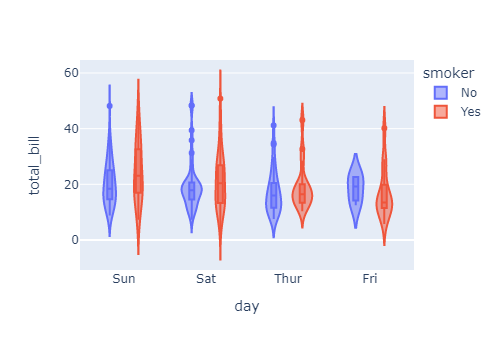 smoker
No
Yes
60
40
20
0
total_bill
Sun Sat Thur Fri
day